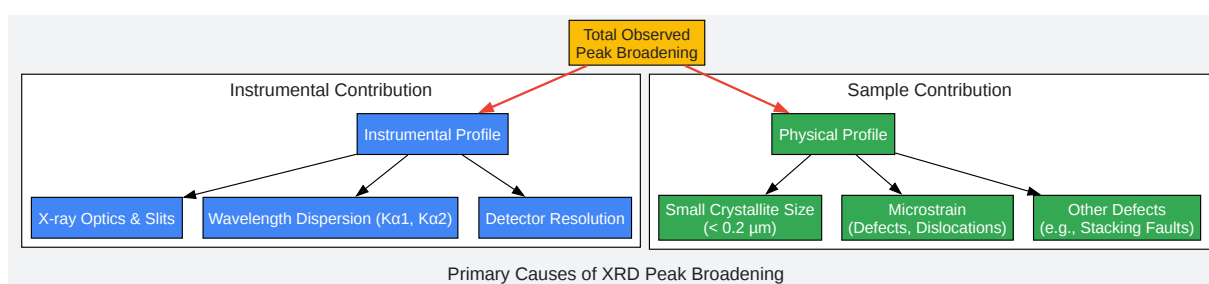 Total Observed
Peak Broadening
Instrumental Contribution
Sample Contribution
Instrumental Profile
Physical Profile
X-ray Optics & Slits
Wavelength Dispersion (Kα1, Kα2)
Detector Resolution
Small Crystallite Size
(< 0.2 µm)
Microstrain
(Defects, Dislocations)
Other Defects
(e.g., Stacking Faults)
Primary Causes of XRD Peak Broadening